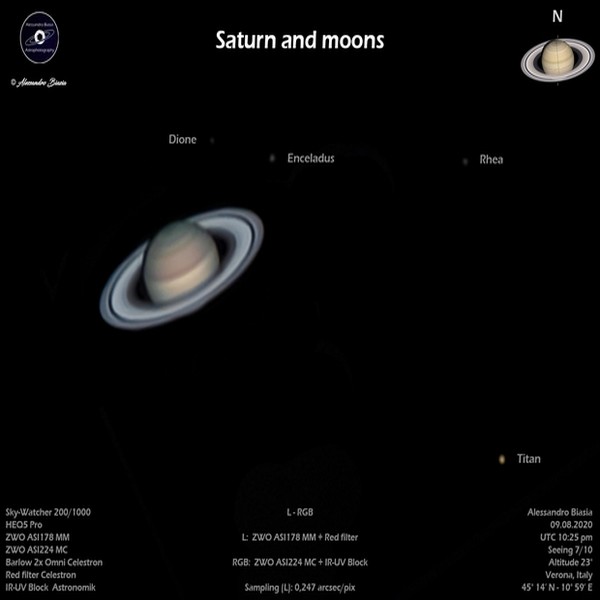 Alessandro Biasia
Astrophotography
© Alessandro Biasia
Saturn and moons
N
Dione
Enceladus
Rhea
Titan
Sky-Watcher 200/1000
HEQ5 Pro
ZWO ASI178 MM
ZWO ASI224 MC
Barlow 2x Omni Celestron
Red filter Celestron
IR-UV Block Astronomik
L - RGB
L: ZWO ASI178 MM + Red filter
RGB: ZWO ASI224 MC + IR-UV Block
Sampling (L): 0,247 arcsec/pix
Alessandro Biasia
09.08.2020
UTC 10:25 pm
Seeing 7/10
Altitude 23°
Verona, Italy
45° 14' N - 10° 59' E